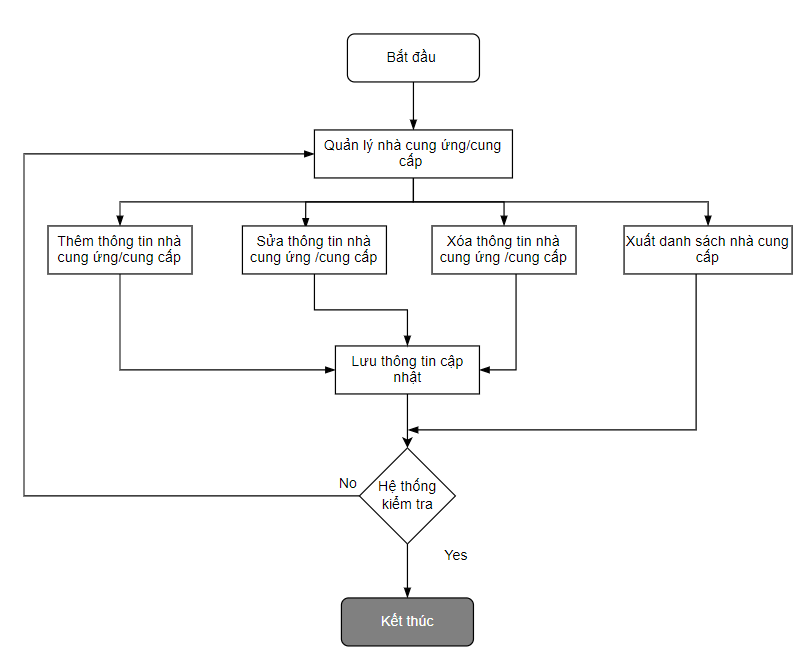 Bắt đầu
Quản lý nhà cung ứng/cung
cấp
Thêm thông tin nhà
cung ứng/cung cấp
Sửa thông tin nhà
cung ứng /cung cấp
Xóa thông tin nhà
cung ứng /cung cấp
Xuất danh sách nhà cung
cấp
Lưu thông tin cập
nhật
No
Hệ thống
kiểm tra
Yes
Kết thúc